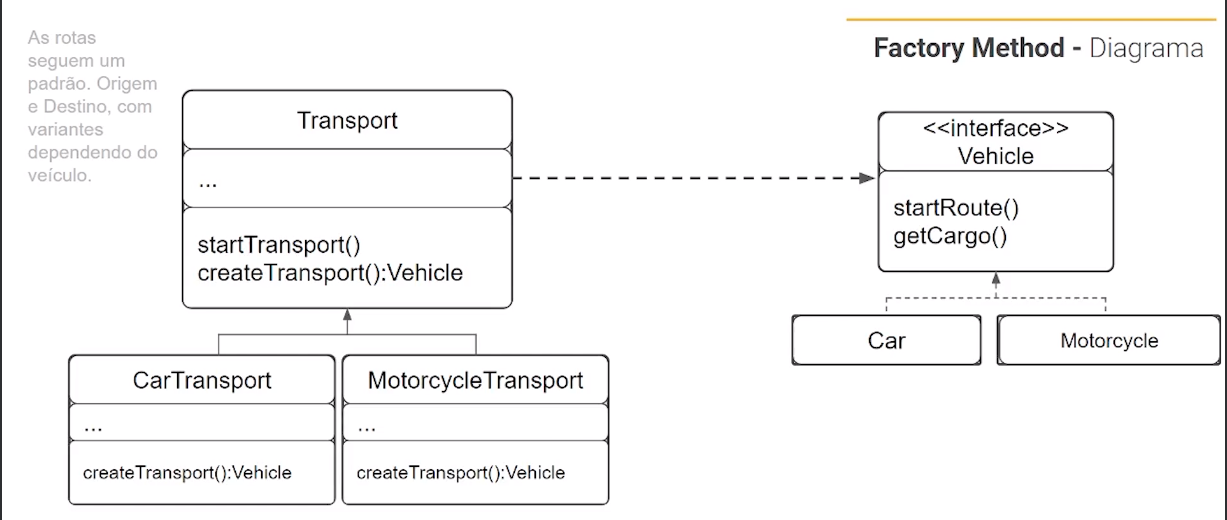 As rotas
seguem um
padrão. Origem
e Destino, com
variantes
dependendo do
veículo.
Factory Method - Diagrama
Transport
...
startTransport()
createTransport():Vehicle
<<interface>>
Vehicle
startRoute()
getCargo()
CarTransport
...
createTransport():Vehicle
MotorcycleTransport
...
createTransport():Vehicle
Car
Motorcycle